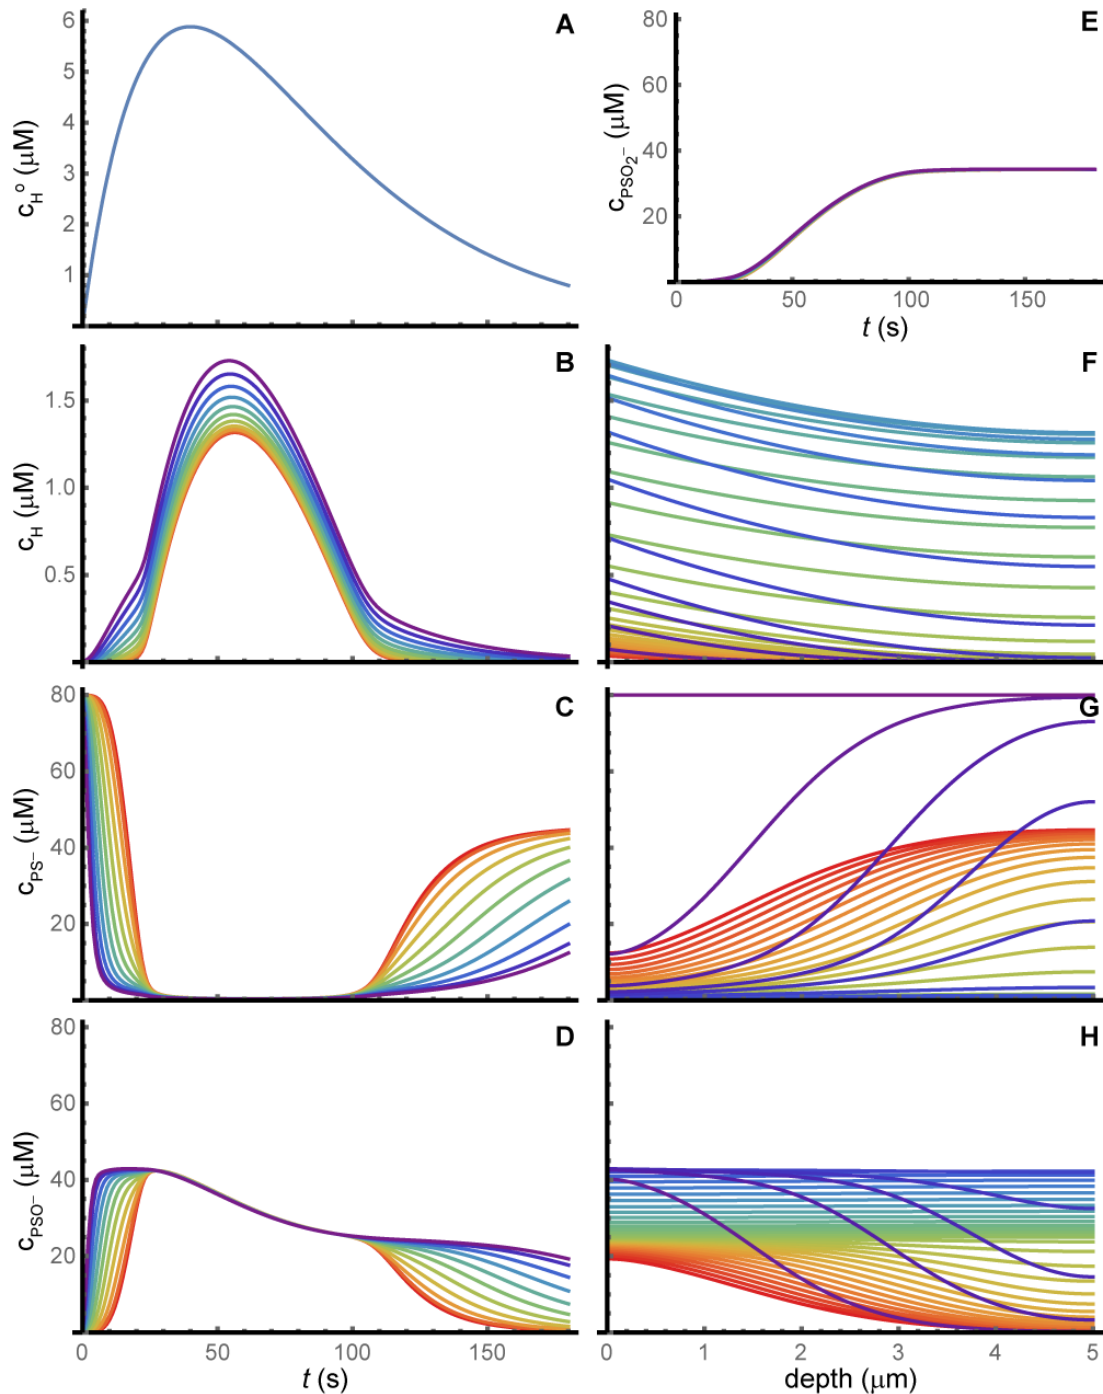 A
6
5
4
3
2
1
c_H^o (μM)
E
80
60
40
20
c_PSO₂⁻ (μM)
0 50 100 150
t (s)
B
1.5
1.0
0.5
c_H (μM)
F
C
80
60
40
20
c_PS⁻ (μM)
G
D
80
60
40
20
c_PSO⁻ (μM)
0 50 100 150
t (s)
H
0 1 2 3 4 5
depth (μm)